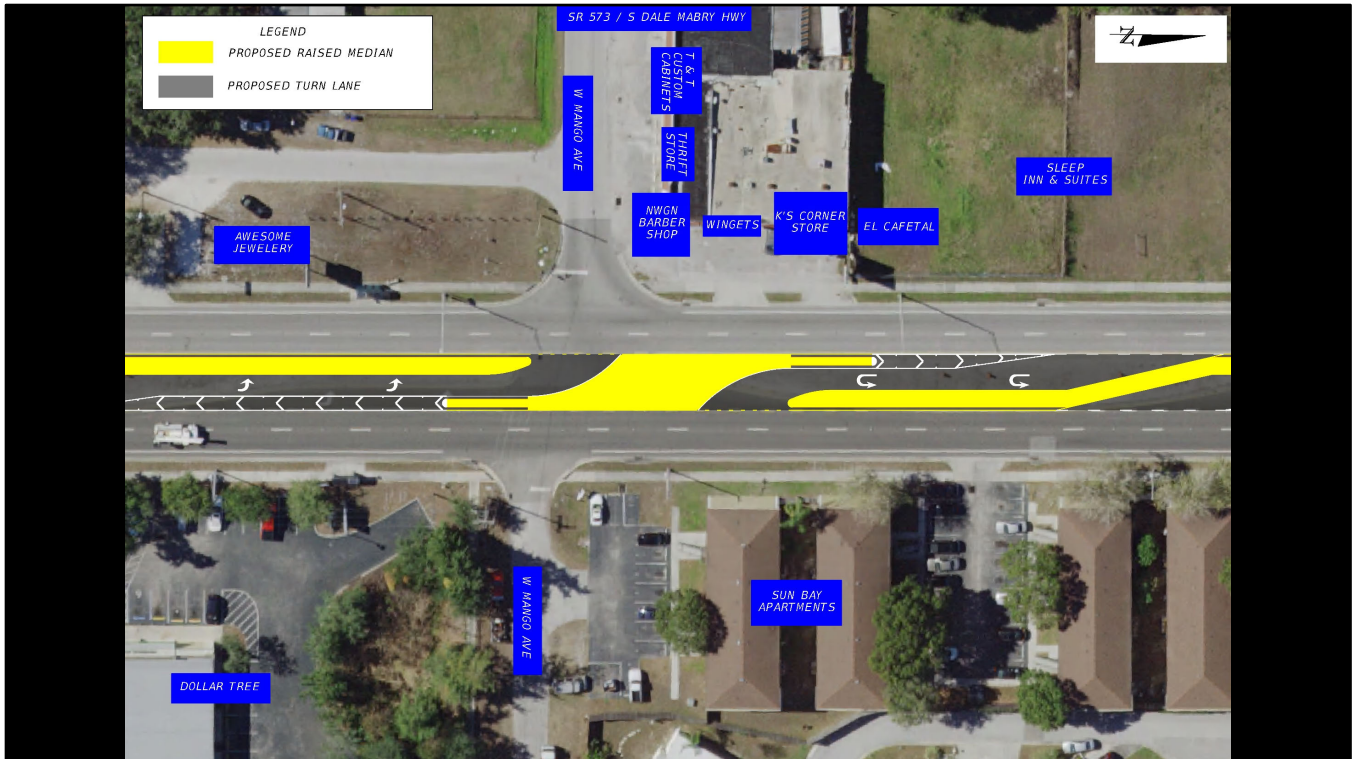 SR 573 / S DALE MABRY HWY
LEGEND
PROPOSED RAISED MEDIAN
PROPOSED TURN LANE
N
W MANGO AVE
T & T
CUSTOM
CABINETS
THRIFT
STORE
NWGN
BARBER
SHOP
WINGETS
K'S CORNER
STORE
EL CAFETAL
SLEEP
INN & SUITES
AWESOME
JEWELERY
W MANGO AVE
SUN BAY
APARTMENTS
DOLLAR TREE